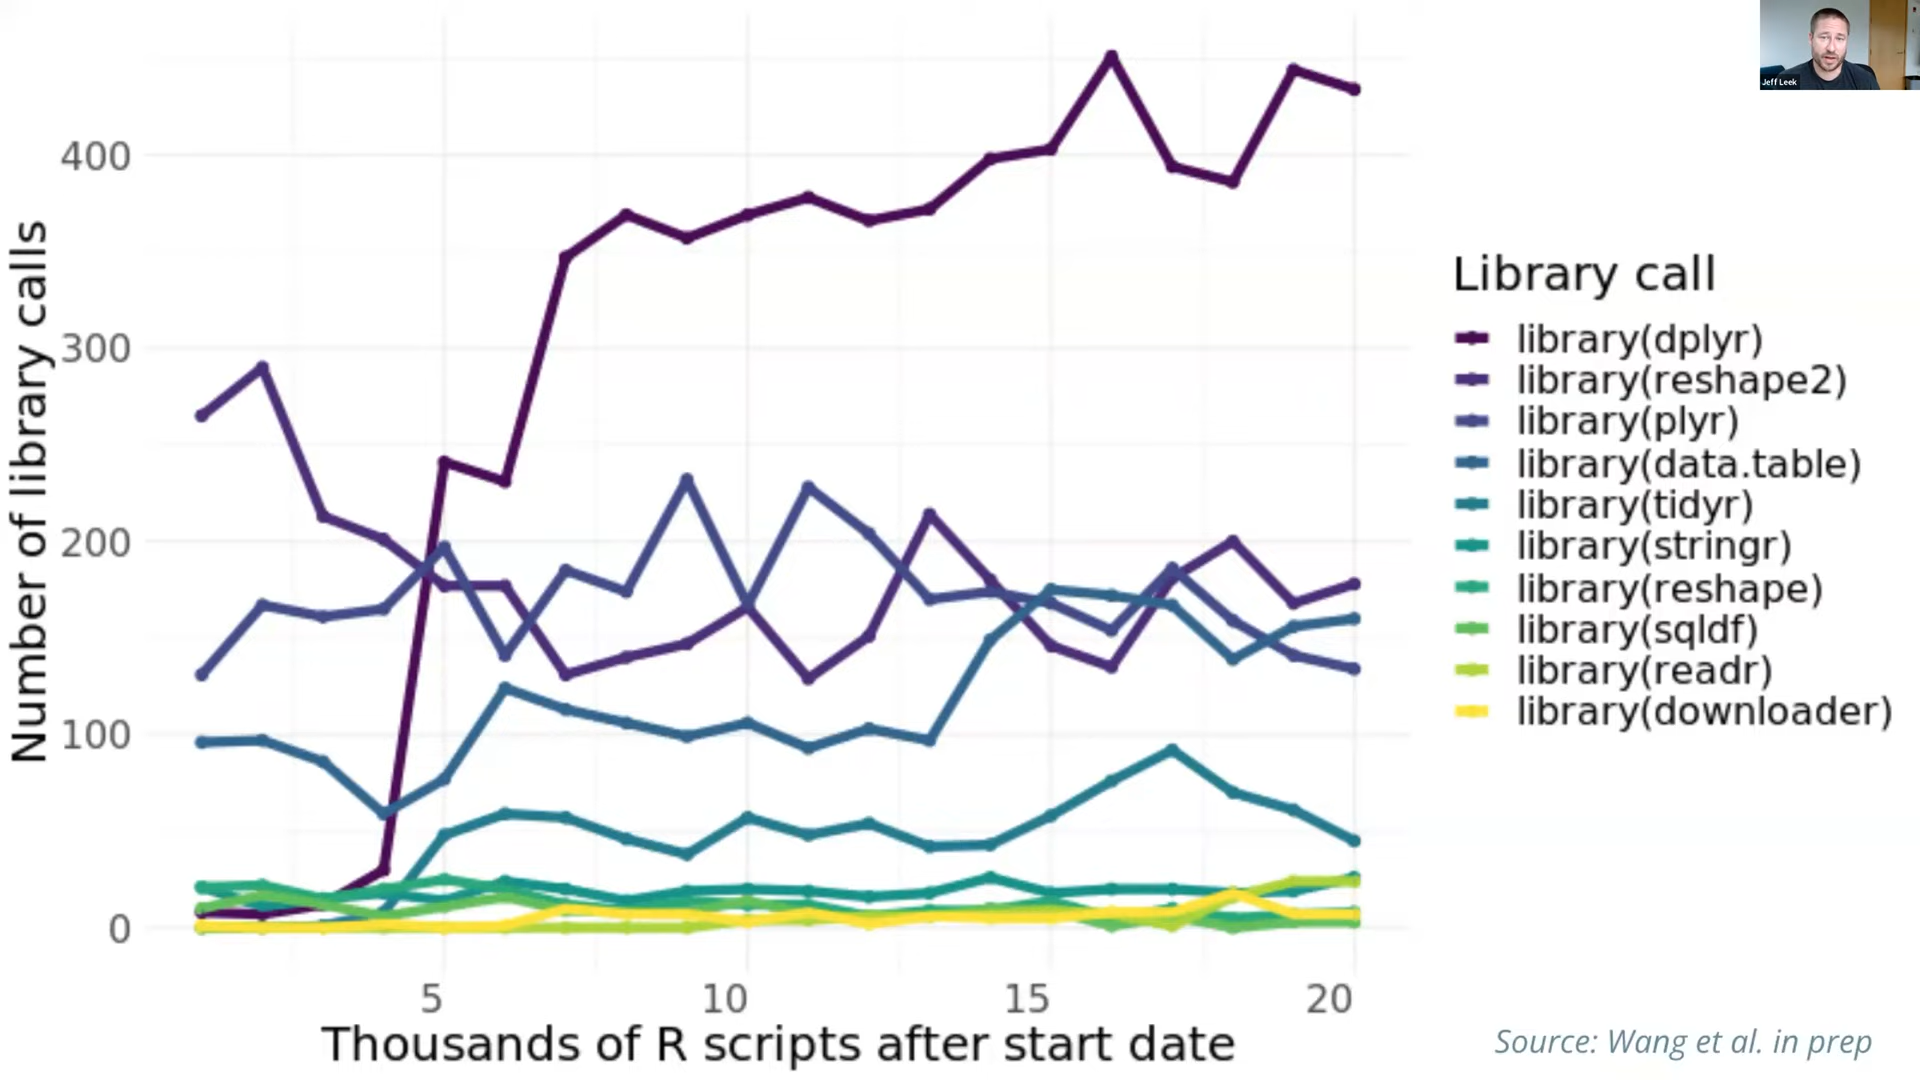 Jeff Leek
400
300
200
100
0
Number of library calls
5
10
15
20
Thousands of R scripts after start date
Library call
library(dplyr)
library(reshape2)
library(plyr)
library(data.table)
library(tidyr)
library(stringr)
library(reshape)
library(sqldf)
library(readr)
library(downloader)
Source: Wang et al. in prep